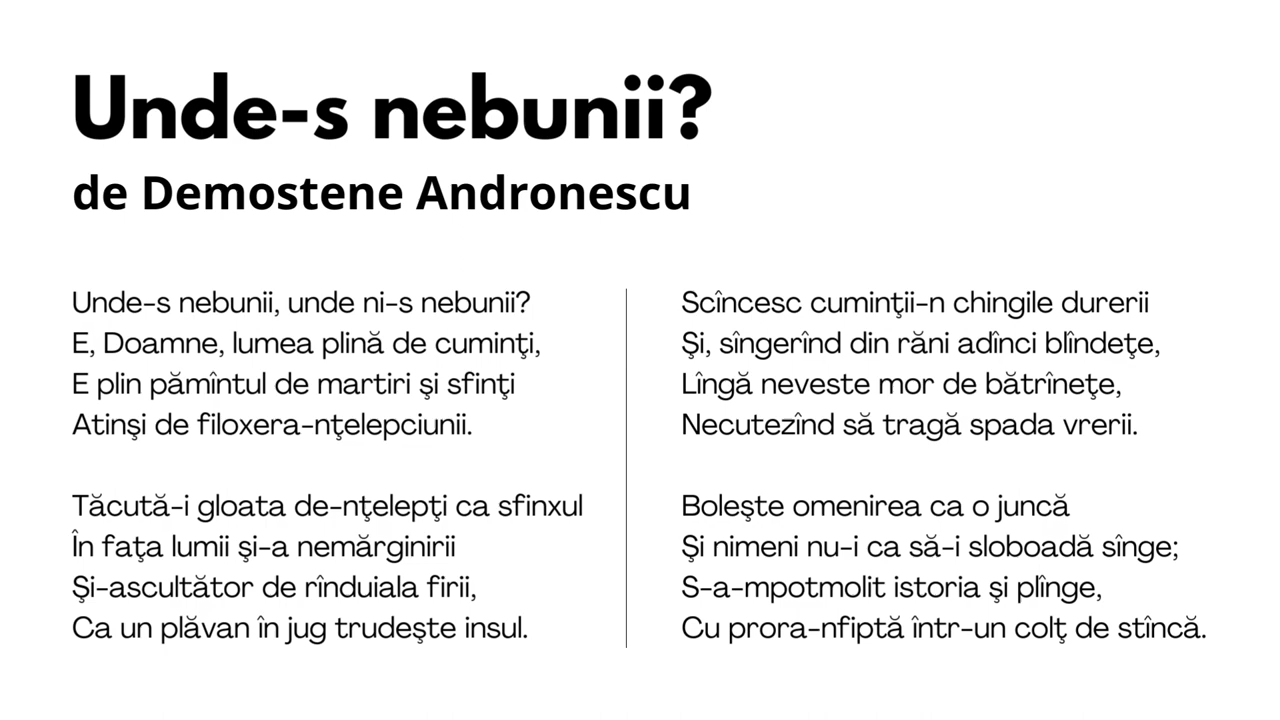 Unde-s nebunii?
de Demostene Andronescu
Unde-s nebunii, unde ni-s nebunii?
E, Doamne, lumea plină de cuminţi,
E plin pămîntul de martiri şi sfinţi
Atinşi de filoxera-nţelepciunii.
Tăcută-i gloata de-nţelepţi ca sfinxul
În faţa lumii şi-a nemărginirii
Şi-ascultător de rînduiala firii,
Ca un plăvan în jug trudeşte insul.
Scîncesc cuminţii-n chingile durerii
Şi, sîngerînd din răni adînci blîndeţe,
Lîngă neveste mor de bătrîneţe,
Necutezînd să tragă spada vrerii.
Boleşte omenirea ca o juncă
Şi nimeni nu-i ca să-i sloboadă sînge;
S-a-mpotmolit istoria şi plînge,
Cu prora-nfiptă într-un colţ de stîncă.